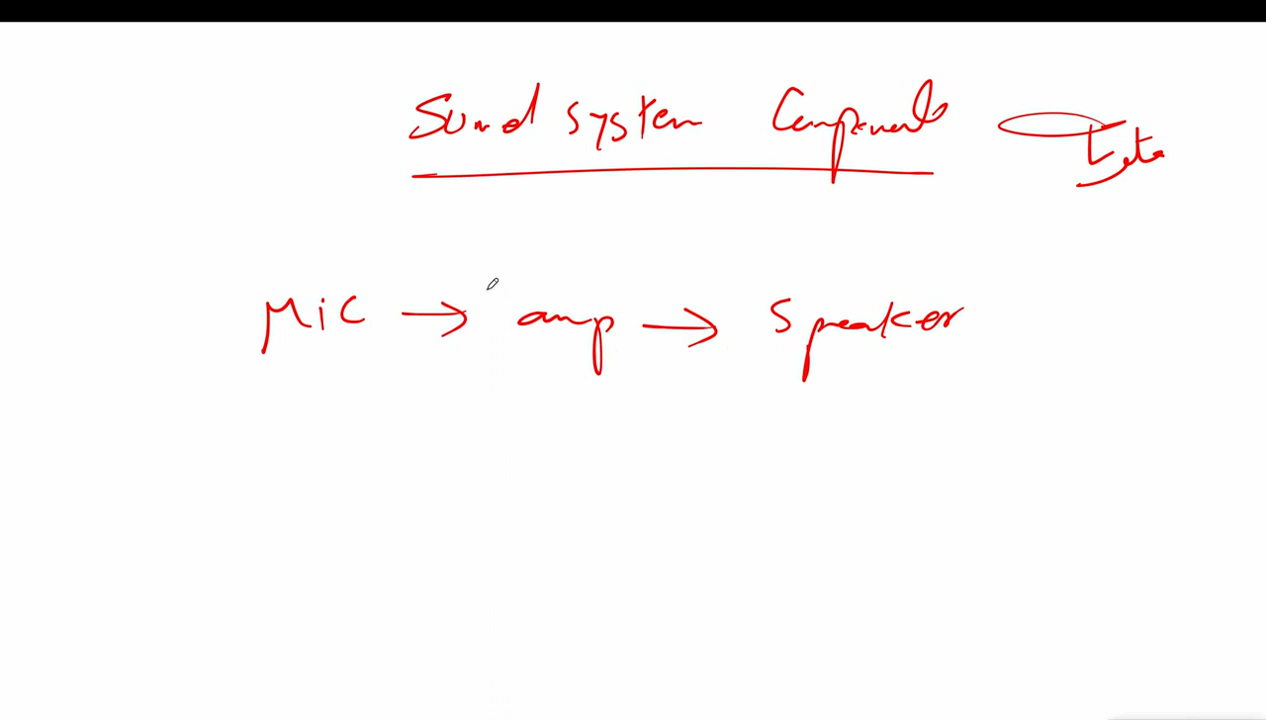 Sound system Components
Mic → amp → Speaker